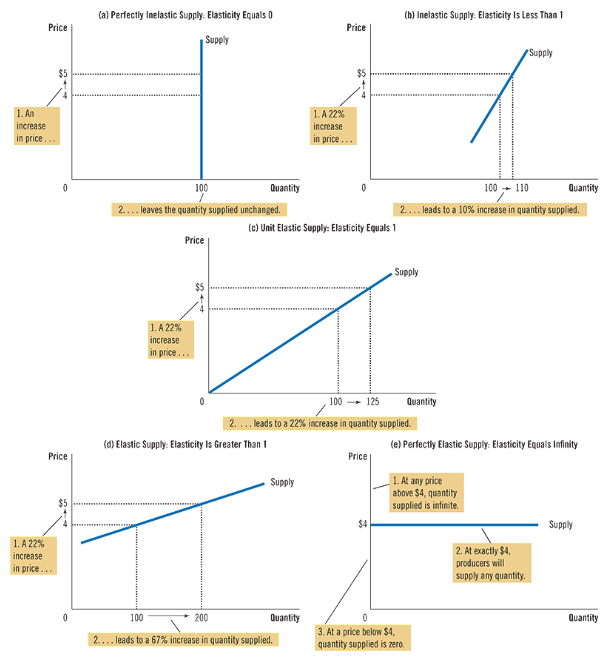 (a) Perfectly Inelastic Supply: Elasticity Equals 0
Price
Supply
$5
4
1. An
increase
in price . . .
0
100
Quantity
2. . . . leaves the quantity supplied unchanged.
(b) Inelastic Supply: Elasticity Is Less Than 1
Price
Supply
$5
4
1. A 22%
increase
in price . . .
0
100
110
Quantity
2. . . . leads to a 10% increase in quantity supplied.
(c) Unit Elastic Supply: Elasticity Equals 1
Price
Supply
$5
4
1. A 22%
increase
in price . . .
0
100
125
Quantity
2. . . . leads to a 22% increase in quantity supplied.
(d) Elastic Supply: Elasticity Is Greater Than 1
Price
Supply
$5
4
1. A 22%
increase
in price . . .
0
100
200
Quantity
2. . . . leads to a 67% increase in quantity supplied.
(e) Perfectly Elastic Supply: Elasticity Equals Infinity
Price
1. At any price
above $4, quantity
supplied is infinite.
$4
Supply
2. At exactly $4,
producers will
supply any quantity.
0
Quantity
3. At a price below $4,
quantity supplied is zero.